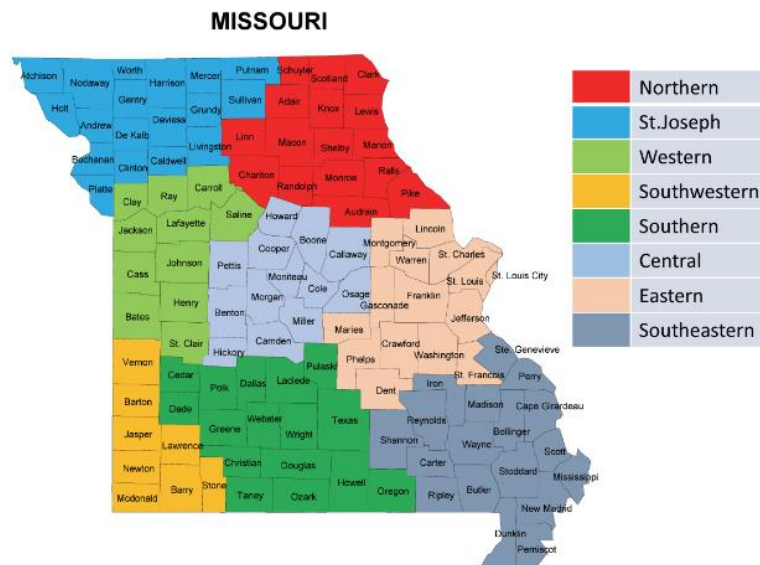 MISSOURI
Atchison
Nodaway
Worth
Harrison
Mercer
Putnam
Schuyler
Scotland
Clark
Holt
Gentry
Grundy
Sullivan
Adair
Knox
Lewis
Andrew
De Kalb
Daviess
Livingston
Linn
Macon
Shelby
Marion
Buchanan
Clinton
Caldwell
Chariton
Randolph
Monroe
Ralls
Platte
Clay
Ray
Carroll
Saline
Howard
Audrain
Pike
Jackson
Lafayette
Cooper
Boone
Callaway
Montgomery
Lincoln
Warren
St. Charles
Cass
Johnson
Pettis
Moniteau
Cole
Osage
Gasconade
Franklin
St. Louis
St. Louis City
Bates
Henry
Benton
Morgan
Miller
Jefferson
St. Clair
Hickory
Camden
Maries
Crawford
Washington
Ste. Genevieve
Vernon
Cedar
Polk
Dallas
Laclede
Pulaski
Phelps
Dent
Iron
St. Francois
Perry
Barton
Dade
Greene
Webster
Wright
Texas
Reynolds
Madison
Cape Girardeau
Jasper
Lawrence
Shannon
Wayne
Bollinger
Scott
Newton
Christian
Douglas
Howell
Carter
Stoddard
Mississippi
Mcdonald
Barry
Stone
Taney
Ozark
Oregon
Ripley
Butler
New Madrid
Dunklin
Pemiscot
Northern
St.Joseph
Western
Southwestern
Southern
Central
Eastern
Southeastern